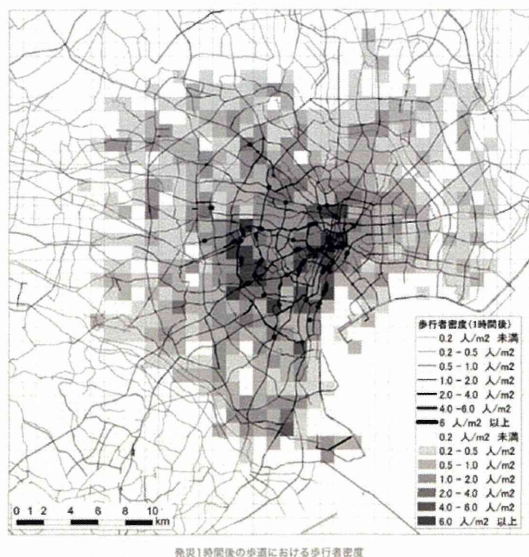 歩行者密度(1時間後)
0.2 人/m2 未満
0.2 - 0.5 人/m2
0.5 - 1.0 人/m2
1.0 - 2.0 人/m2
2.0 - 4.0 人/m2
4.0 -6.0 人/m2
6 人/m2 以上
0.2 人/m2 未満
0.2 - 0.5 人/m2
0.5 - 1.0 人/m2
1.0 - 2.0 人/m2
2.0 - 4.0 人/m2
4.0 - 6.0 人/m2
6.0 人/m2 以上
0 1 2 4 6 8 10 km
発災1時間後の歩道における歩行者密度